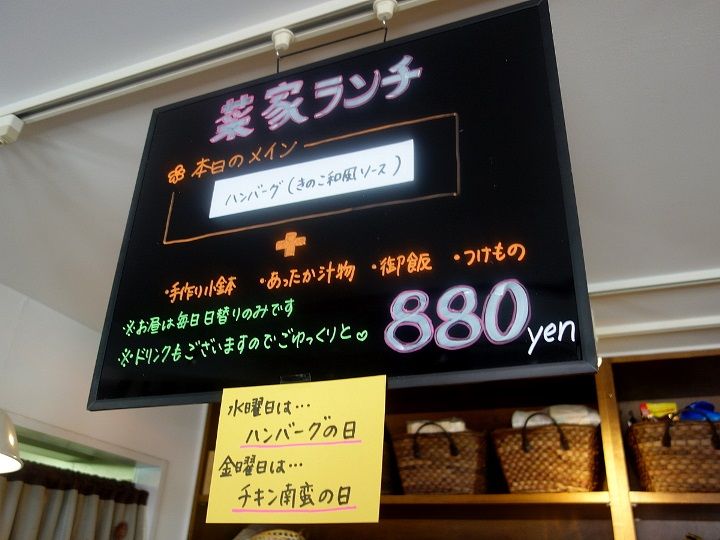 葉家ランチ
本日のメイン
ハンバーグ(きのこ和風ソース)
+
・手作り小鉢 ・あったか汁物 ・御飯 ・つけもの
※お昼は毎日日替りのみです
※ドリンクもございますのでごゆっくりと♡
880yen
水曜日は…
ハンバーグの日
金曜日は…
チキン南蛮の日